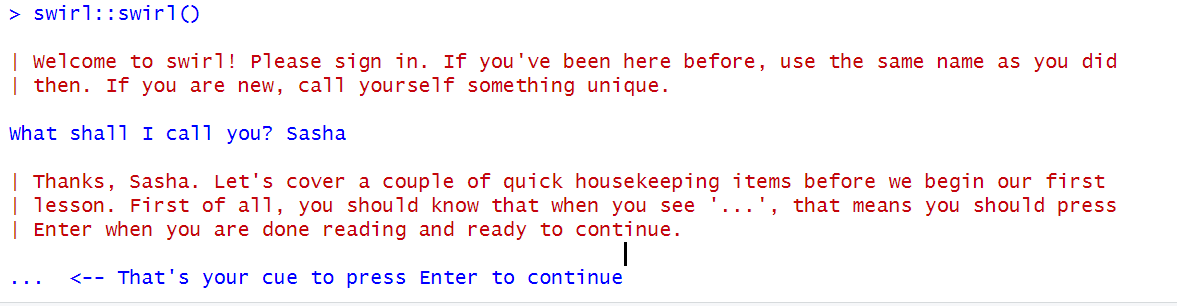 > swirl::swirl()
| Welcome to swirl! Please sign in. If you've been here before, use the same name as you did
| then. If you are new, call yourself something unique.
What shall I call you? Sasha
| Thanks, Sasha. Let's cover a couple of quick housekeeping items before we begin our first
| lesson. First of all, you should know that when you see '...', that means you should press
| Enter when you are done reading and ready to continue.
...  <-- That's your cue to press Enter to continue